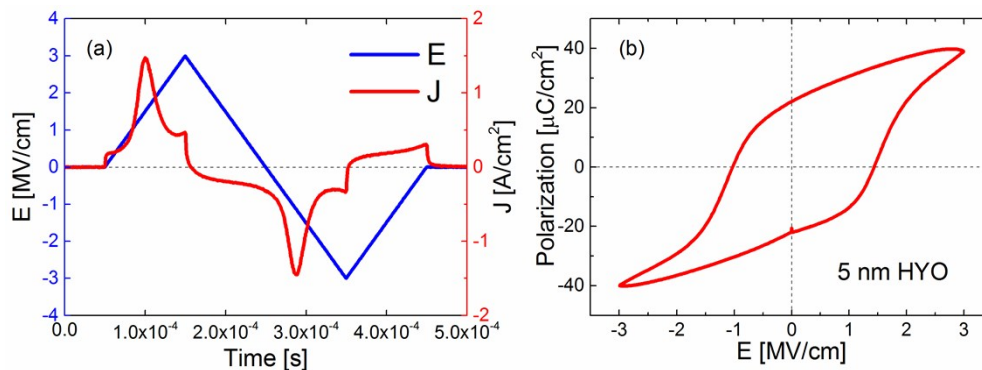 (a)
E
J
4
3
2
1
0
-1
-2
-3
-4
E [MV/cm]
2
1
0
-1
-2
J [A/cm²]
0.0 1.0x10⁻⁴ 2.0x10⁻⁴ 3.0x10⁻⁴ 4.0x10⁻⁴ 5.0x10⁻⁴
Time [s]
(b)
40
20
0
-20
-40
Polarization [μC/cm²]
5 nm HYO
-3 -2 -1 0 1 2 3
E [MV/cm]